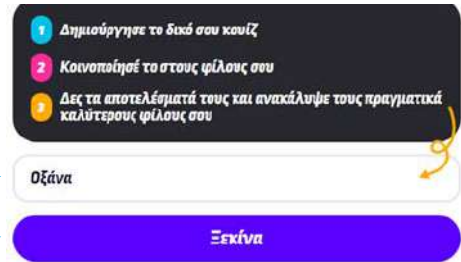 1 Δημιούργησε το δικό σου κουίζ
2 Κοινοποίησέ το στους φίλους σου
3 Δες τα αποτελέσματά τους και ανακάλυψε τους πραγματικά
καλύτερους φίλους σου
Οξάνα
Ξεκίνα